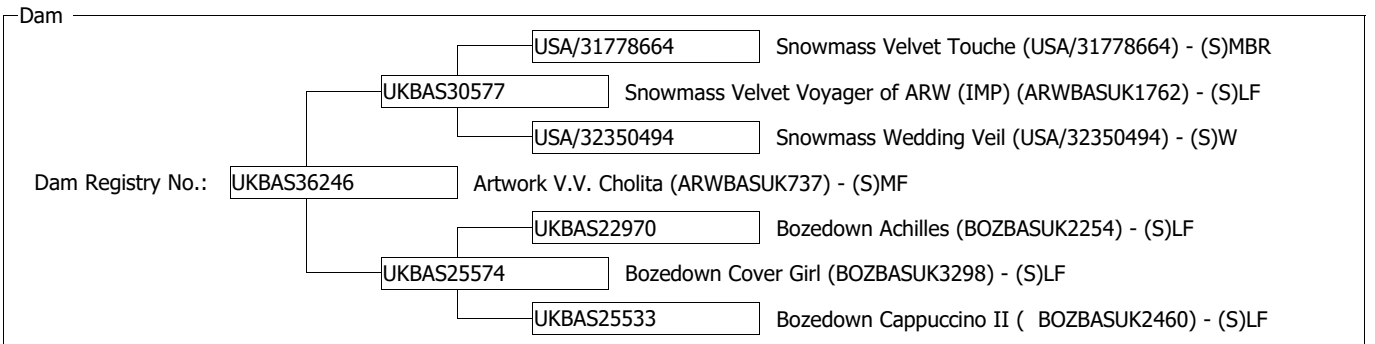 Dam
USA/31778664 Snowmass Velvet Touche (USA/31778664) - (S)MBR
UKBAS30577 Snowmass Velvet Voyager of ARW (IMP) (ARWBASUK1762) - (S)LF
USA/32350494 Snowmass Wedding Veil (USA/32350494) - (S)W
Dam Registry No.: UKBAS36246 Artwork V.V. Cholita (ARWBASUK737) - (S)MF
UKBAS22970 Bozedown Achilles (BOZBASUK2254) - (S)LF
UKBAS25574 Bozedown Cover Girl (BOZBASUK3298) - (S)LF
UKBAS25533 Bozedown Cappuccino II ( BOZBASUK2460) - (S)LF